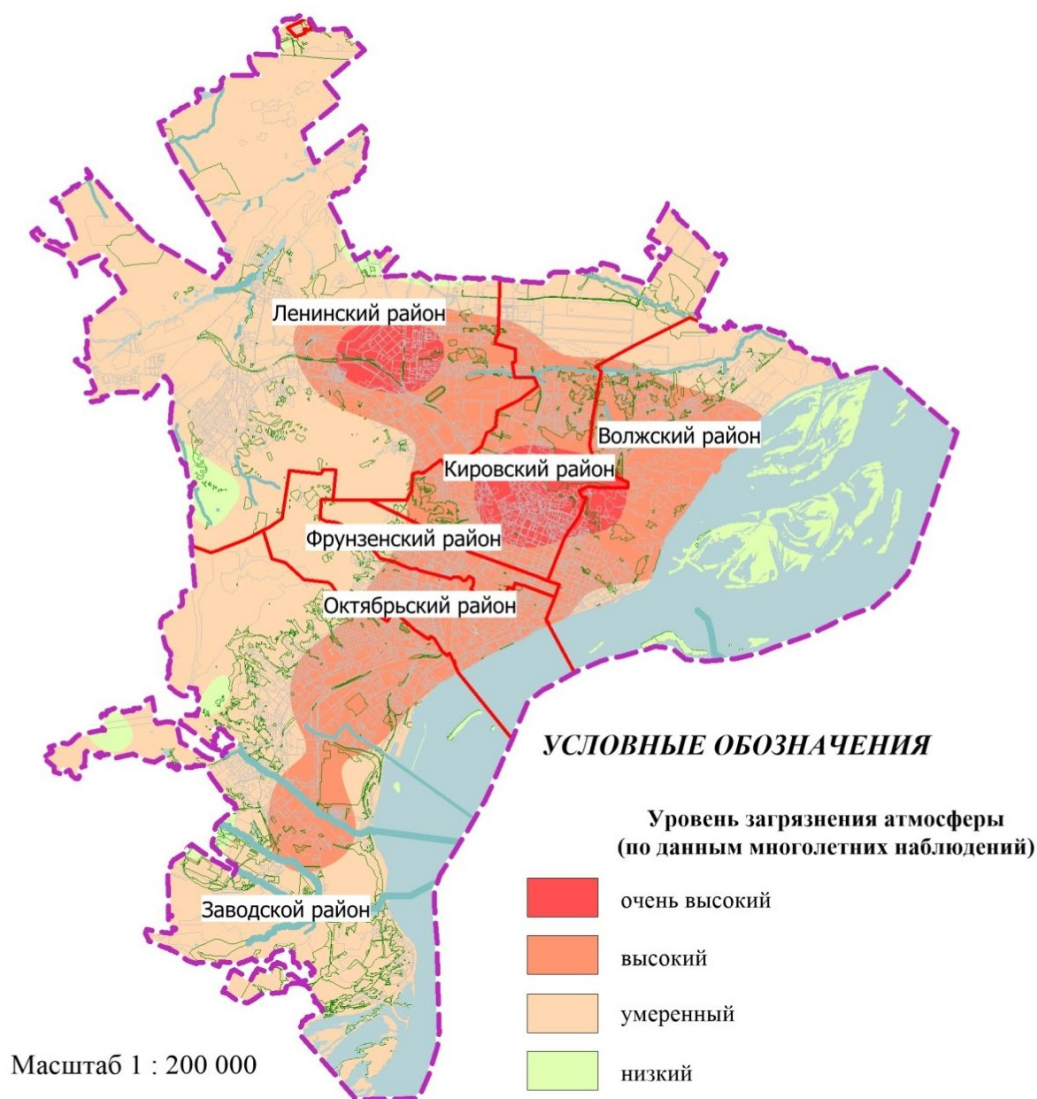 Ленинский район
Волжский район
Кировский район
Фрунзенский район
Октябрьский район
УСЛОВНЫЕ ОБОЗНАЧЕНИЯ
Уровень загрязнения атмосферы
(по данным многолетних наблюдений)
очень высокий
Заводской район
высокий
умеренный
Масштаб 1 : 200 000
низкий